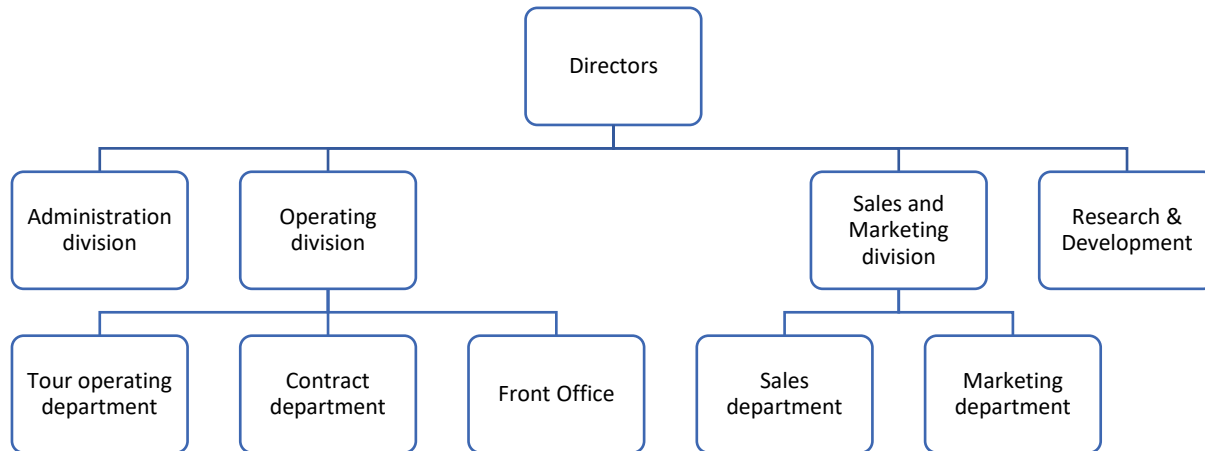 Directors
Administration
division
Operating
division
Sales and
Marketing
division
Research &
Development
Tour operating
department
Contract
department
Front Office
Sales
department
Marketing
department